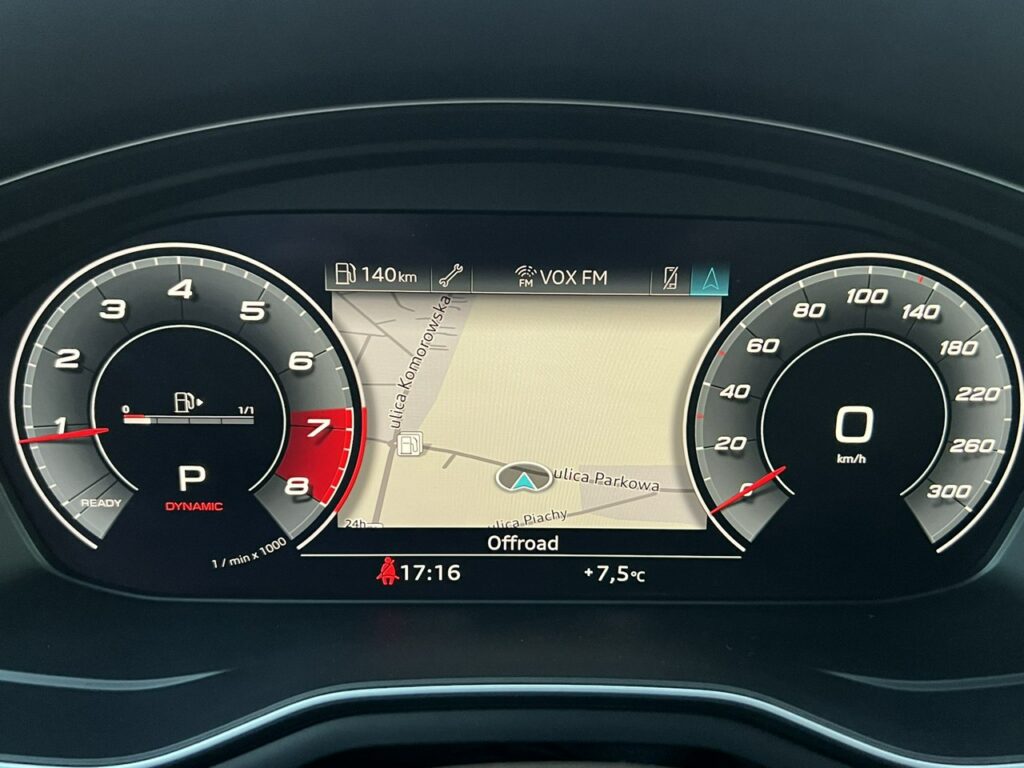 140 km
FM VOX FM
1 2 3 4 5 6 7 8
READY
0 1/1
P
DYNAMIC
1 / min x 1000
ulica Komorowska
ulica Parkowa
ulica Piachy
24h
Offroad
17:16 +7,5°C
0 20 40 60 80 100 140 180 220 260 300
0
km/h